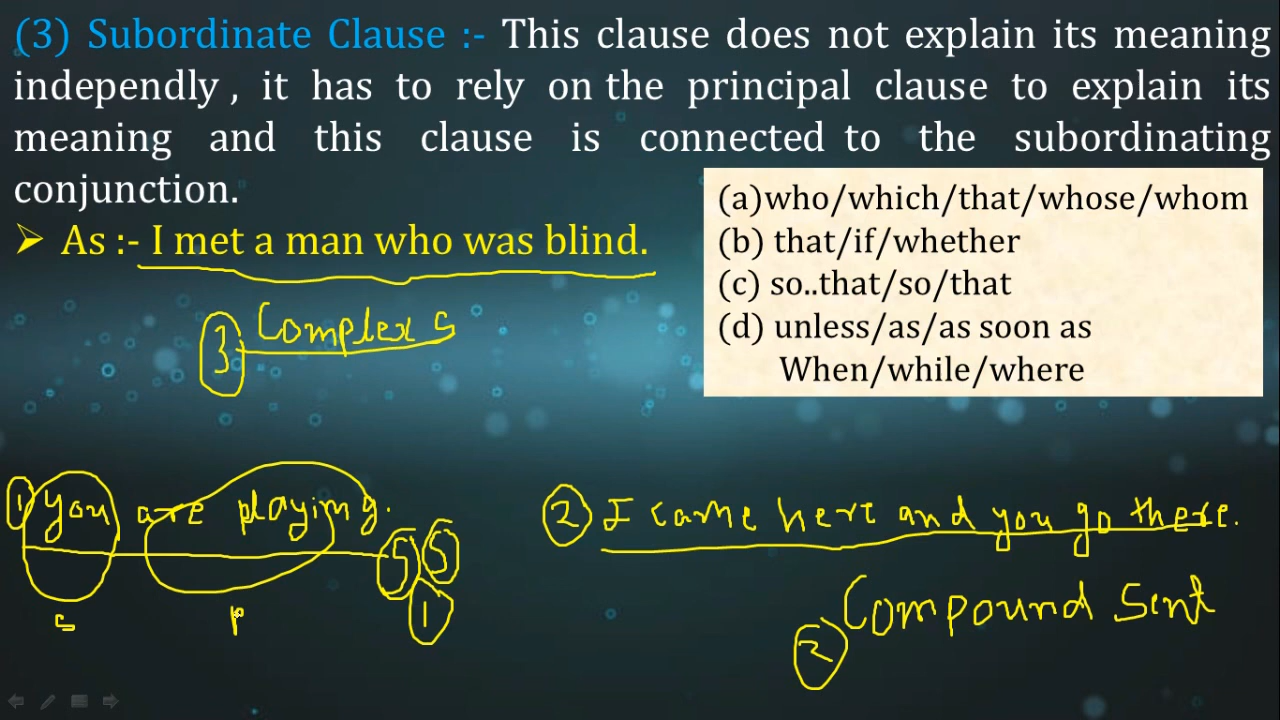 (3) Subordinate Clause :- This clause does not explain its meaning
independly , it has to rely on the principal clause to explain its
meaning and this clause is connected to the subordinating
conjunction.
➢ As :- I met a man who was blind.
(a)who/which/that/whose/whom
(b) that/if/whether
(c) so..that/so/that
(d) unless/as/as soon as
When/while/where
3 Complex S
1 You are playing.
S P
S S
1
2 I came here and you go there.
Compound Sent
2